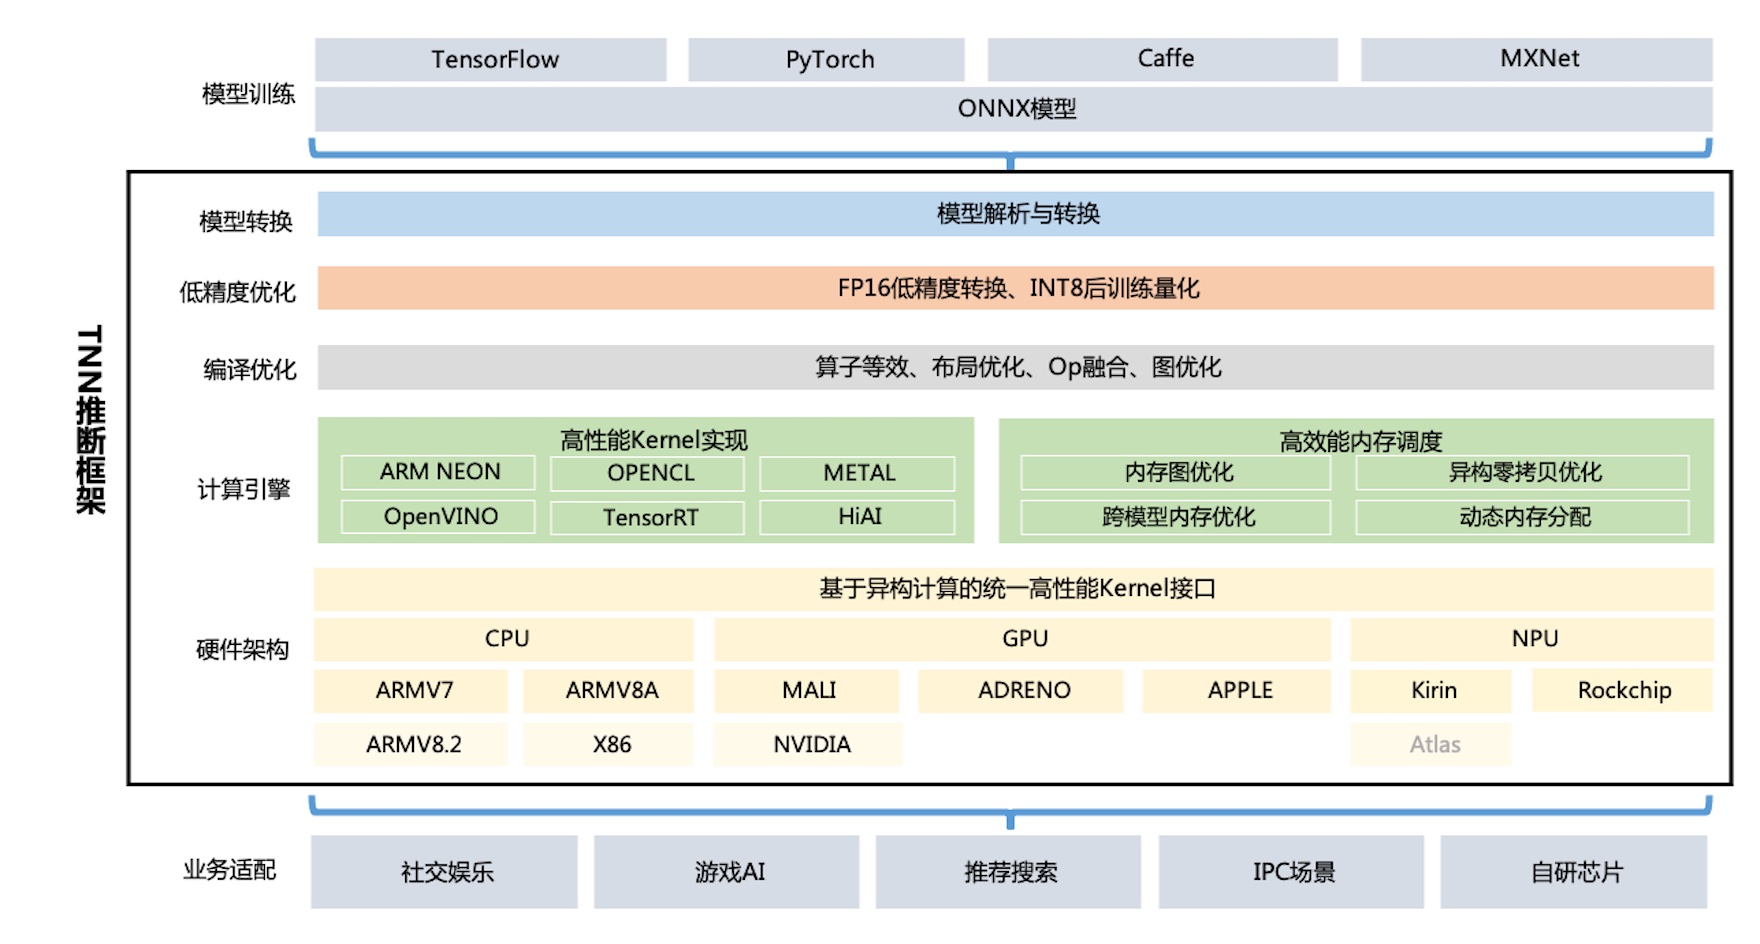 TensorFlow
PyTorch
Caffe
MXNet
模型训练
ONNX模型
TNN推断框架
模型转换
模型解析与转换
低精度优化
FP16低精度转换、INT8后训练量化
编译优化
算子等效、布局优化、Op融合、图优化
计算引擎
高性能Kernel实现
ARM NEON
OPENCL
METAL
OpenVINO
TensorRT
HiAI
高效能内存调度
内存图优化
异构零拷贝优化
跨模型内存优化
动态内存分配
硬件架构
基于异构计算的统一高性能Kernel接口
CPU
GPU
NPU
ARMV7
ARMV8A
MALI
ADRENO
APPLE
Kirin
Rockchip
ARMV8.2
X86
NVIDIA
Atlas
业务适配
社交娱乐
游戏AI
推荐搜索
IPC场景
自研芯片